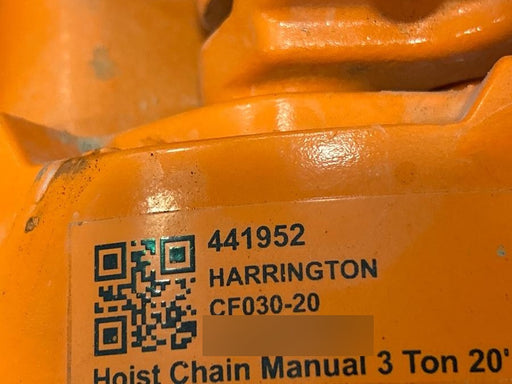 441952
HARRINGTON
CF030-20
Hoist Chain Manual 3 Ton 20'